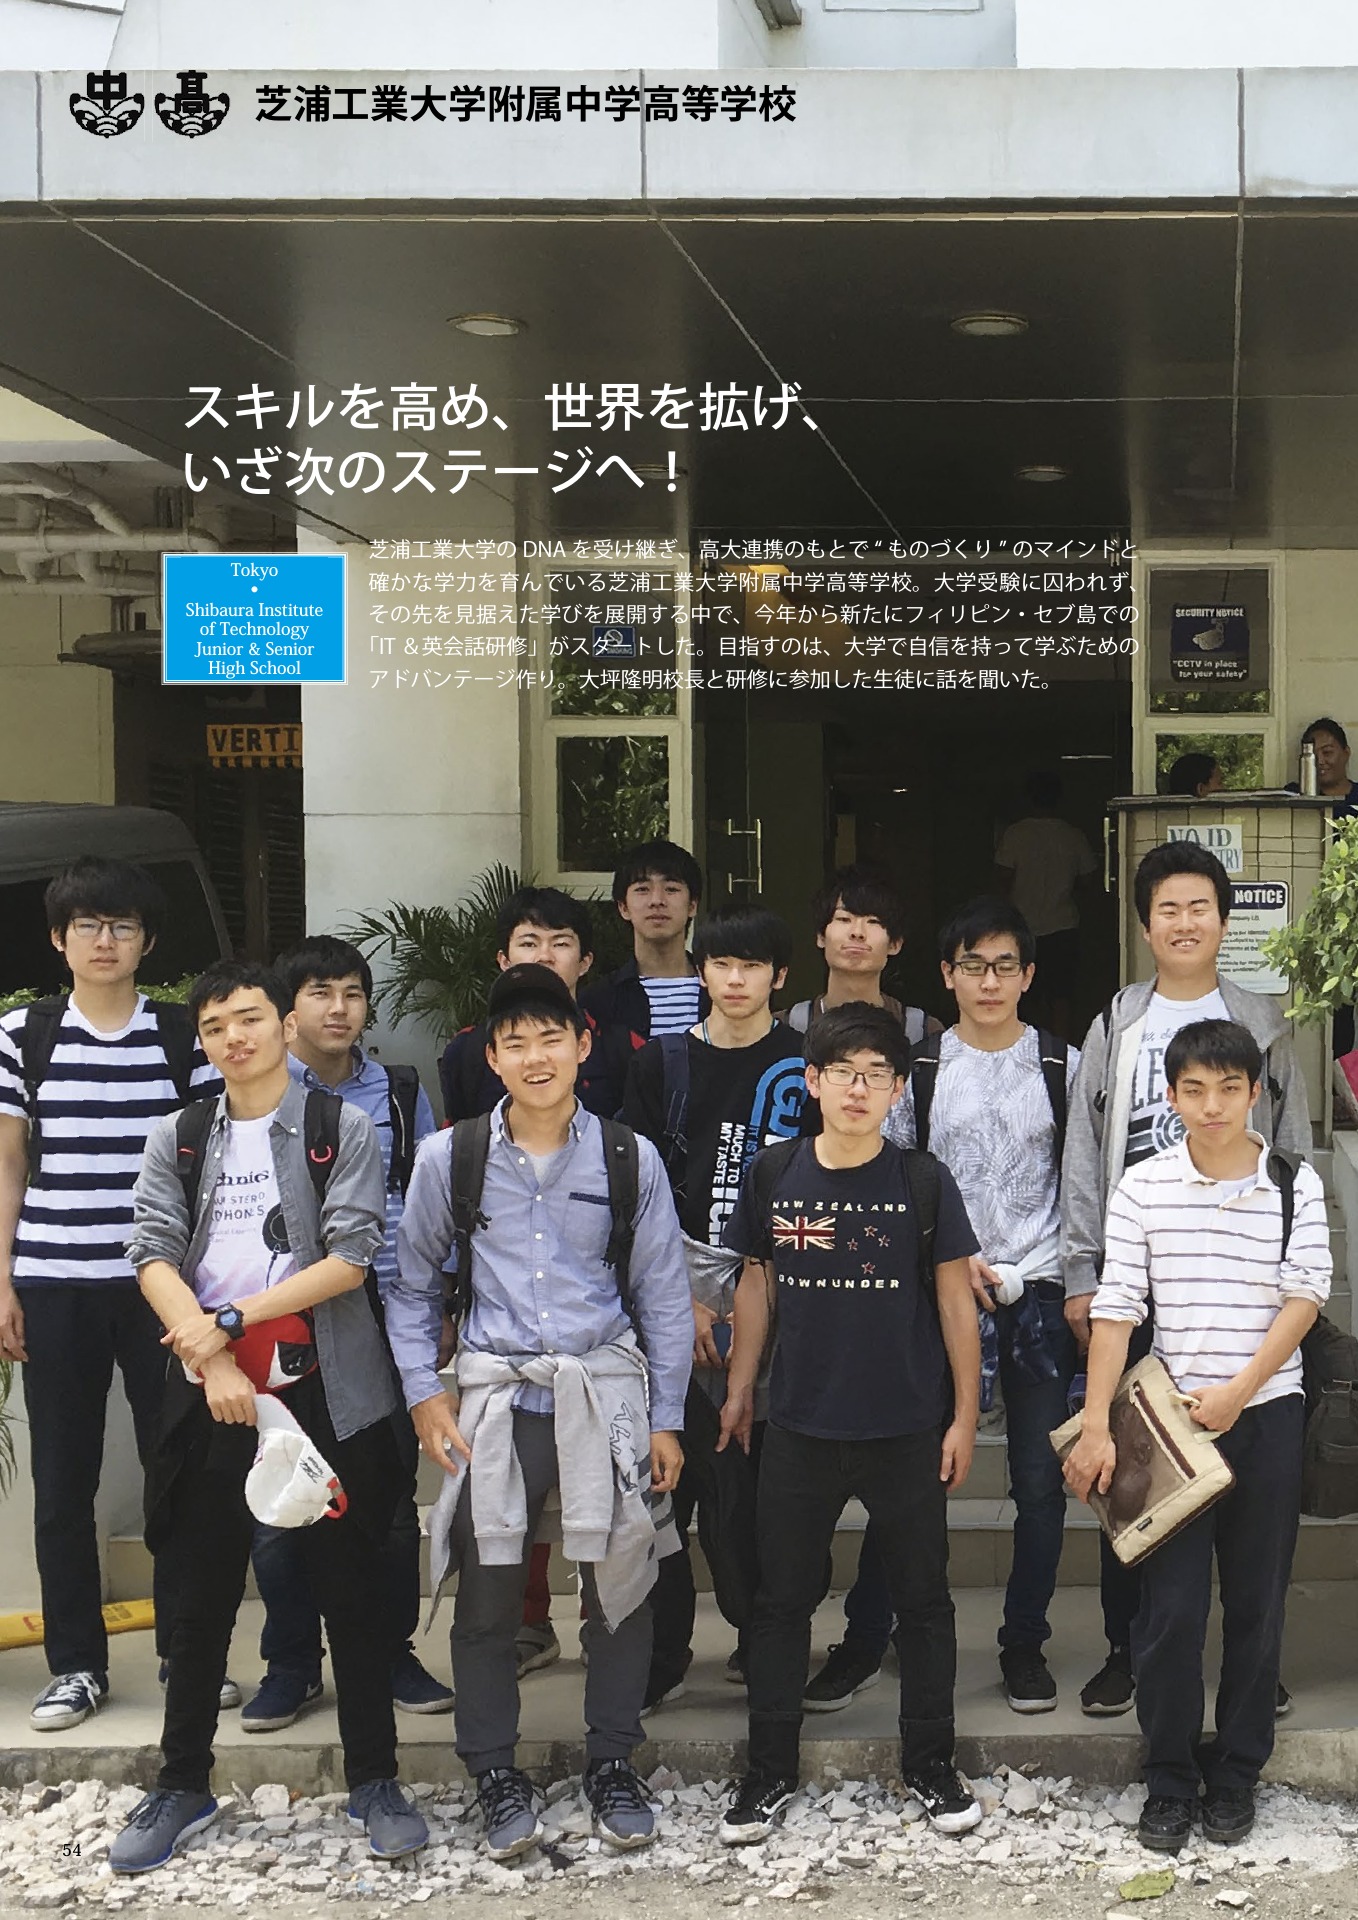 中 高 芝浦工業大学附属中学高等学校
スキルを高め、世界を拡げ、
いざ次のステージへ！
Tokyo
•
Shibaura Institute
of Technology
Junior & Senior
High School
芝浦工業大学の DNA を受け継ぎ、高大連携のもとで “ ものづくり ” のマインドと
確かな学力を育んでいる芝浦工業大学附属中学高等学校。大学受験に囚われず、
その先を見据えた学びを展開する中で、今年から新たにフィリピン・セブ島での
「IT ＆英会話研修」がスタートした。目指すのは、大学で自信を持って学ぶための
アドバンテージ作り。大坪隆明校長と研修に参加した生徒に話を聞いた。
SECURITY NOTICE
"CCTV in place
for your safety"
VERTI
NO ID
NOTICE
IT IS
MUCH TO
MY TASTE
NEW ZEALAND
DOWNUNDER
54